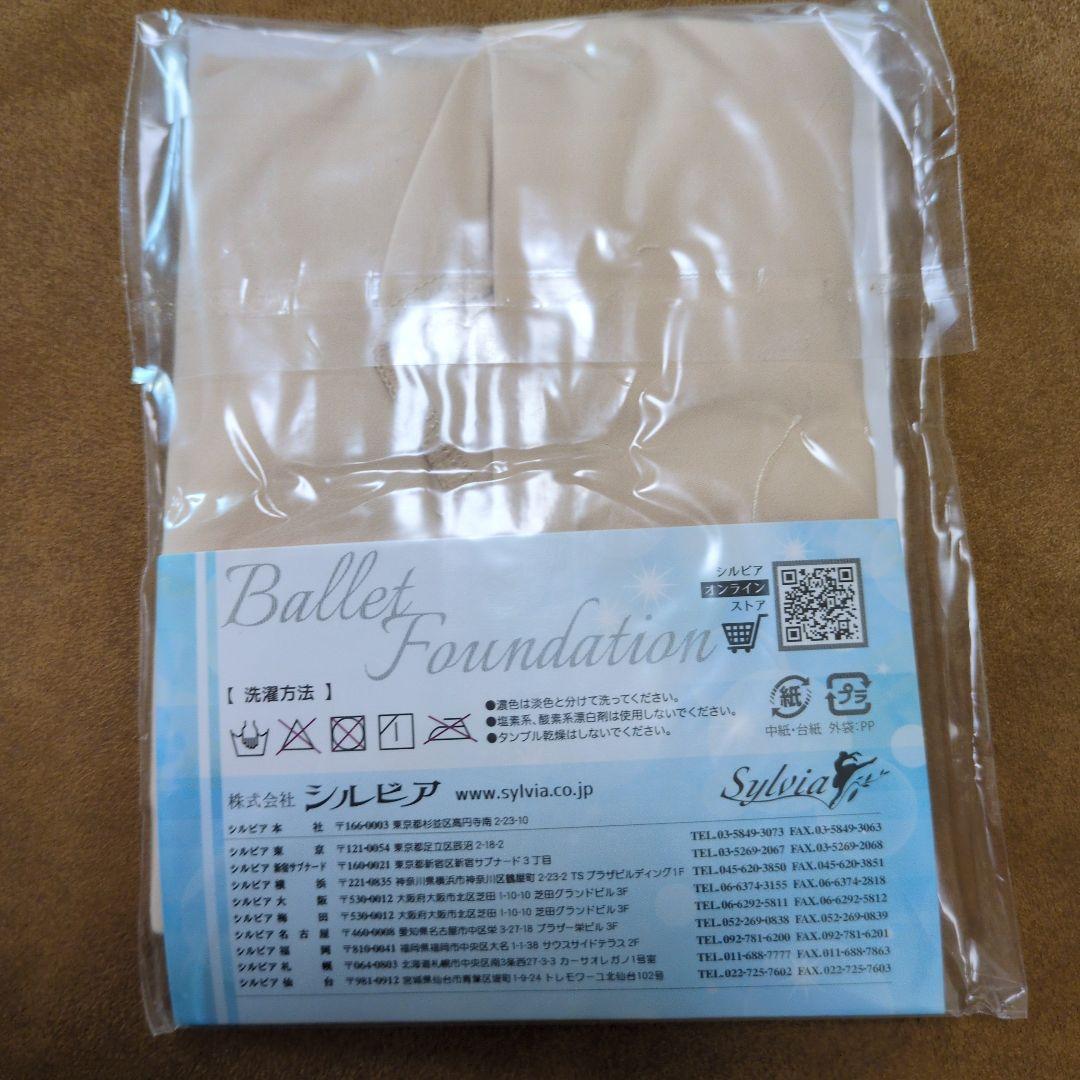 Ballet
Foundation
シルビア
オンライン
ストア
【 洗濯方法 】
●濃色は淡色と分けて洗ってください。
●塩素系、酸素系漂白剤は使用しないでください。
●タンブル乾燥はしないでください。
紙
プラ
中紙・台紙 外袋:PP
株式会社 シルビア www.sylvia.co.jp
Sylvia
シルビア 本 社 〒166-0003 東京都杉並区高円寺南 2-23-10
シルビア 東 京 〒121-0054 東京都足立区辰沼 2-18-2 TEL.03-5849-3073 FAX.03-5849-3063
シルビア 新宿サブナード 〒160-0021 東京都新宿区新宿サブナード 3 丁目 TEL.03-5269-2067 FAX.03-5269-2068
シルビア 横 浜 〒221-0835 神奈川県横浜市神奈川区鶴屋町 2-23-2 TS プラザビルディング1F TEL.045-620-3850 FAX.045-620-3851
シルビア 大 阪 〒530-0012 大阪府大阪市北区芝田 1-10-10 芝田グランドビル 3F TEL.06-6374-3155 FAX.06-6374-2818
シルビア 梅 田 〒530-0012 大阪府大阪市北区芝田 1-10-10 芝田グランドビル 3F TEL.06-6292-5811 FAX.06-6292-5812
シルビア 名 古 屋 〒460-0008 愛知県名古屋市中区栄 3-27-18 ブラザー栄ビル 3F TEL.052-269-0838 FAX.052-269-0839
シルビア 福 岡 〒810-0041 福岡県福岡市中央区大名 1-1-38 サウスサイドテラス 2F TEL.092-781-6200 FAX.092-781-6201
シルビア 札 幌 〒064-0803 北海道札幌市中央区南3条西27-3-3 カーサオレガノ1号室 TEL.011-688-7777 FAX.011-688-7863
シルビア 仙 台 〒981-0912 宮城県仙台市青葉区堤町 1-9-24 トレモワーユ北仙台102号 TEL.022-725-7602 FAX.022-725-7603